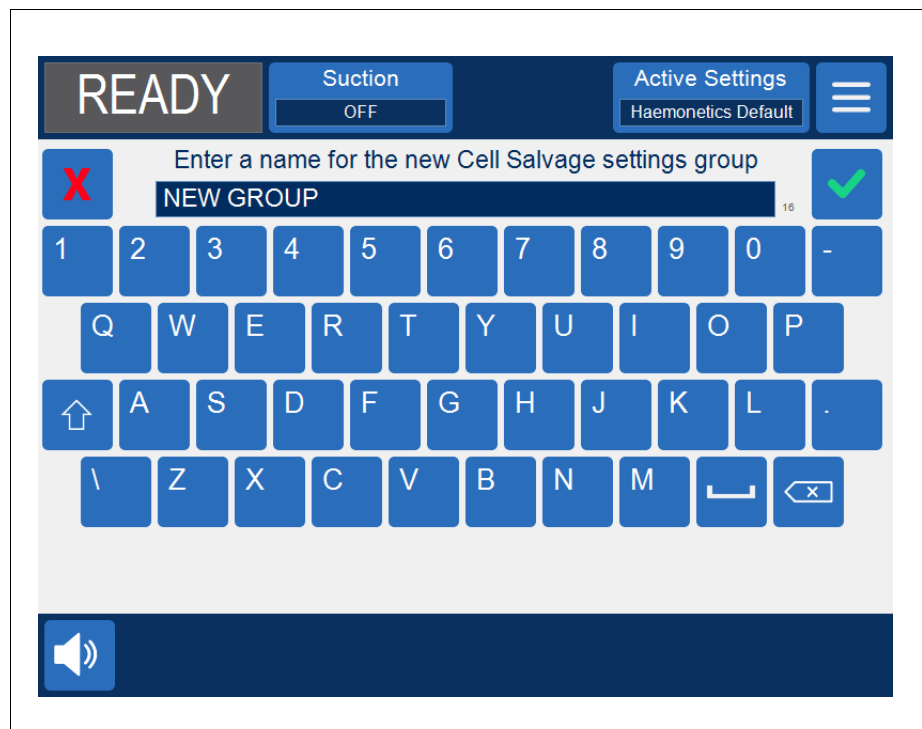 READY
Suction
OFF
Active Settings
Haemonetics Default
Enter a name for the new Cell Salvage settings group
X
NEW GROUP
16
1 2 3 4 5 6 7 8 9 0 -
Q W E R T Y U I O P
A S D F G H J K L .
\ Z X C V B N M